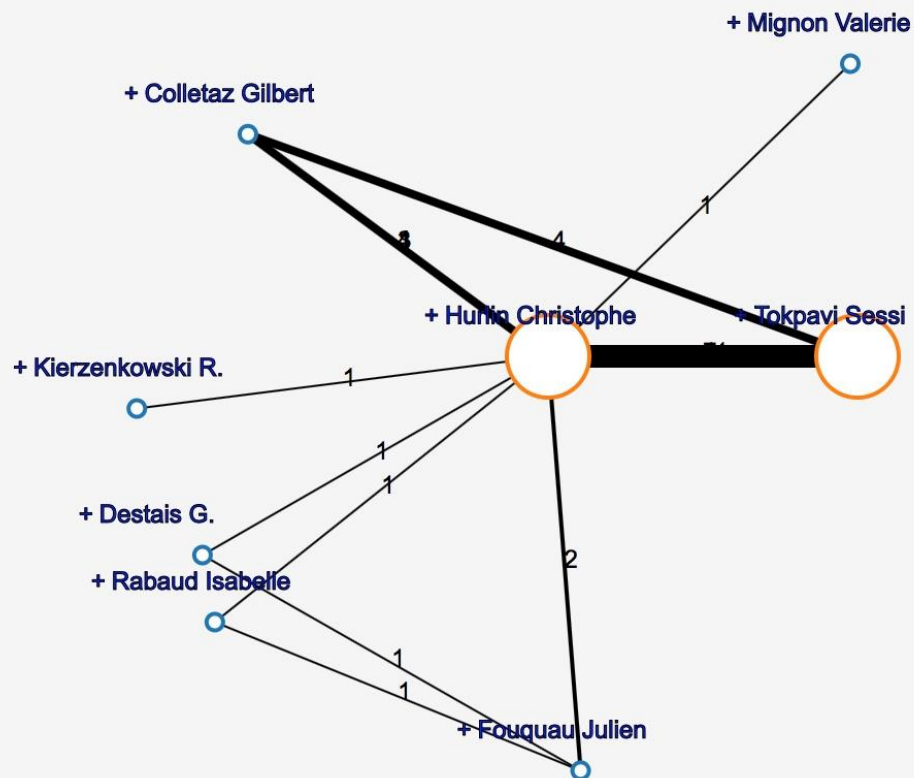 + Mignon Valerie
+ Colletaz Gilbert
1
4
+ Hurlin Christophe
+ Tokpavi Sessi
+ Kierzenkowski R.
1
1
1
+ Destais G.
2
+ Rabaud Isabelle
1
1
+ Fouquau Julien